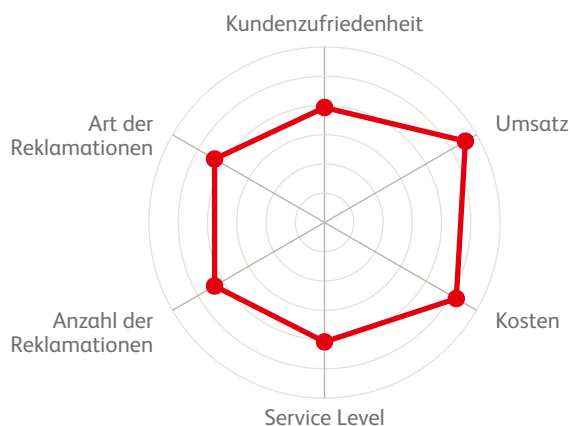 Kundenzufriedenheit
Umsatz
Kosten
Service Level
Anzahl der
Reklamationen
Art der
Reklamationen